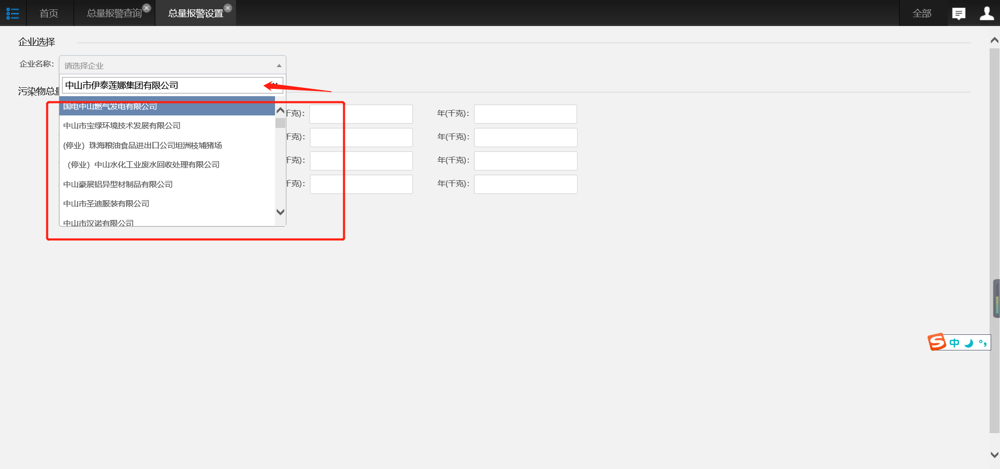 首页
总量报警查询
总量报警设置
全部
企业选择
企业名称:
请选择企业
中山市伊泰莲娜集团有限公司
污染物总量
国电中山燃气发电有限公司
中山市宝绿环境技术发展有限公司
(停业）珠海粮油食品进出口公司坦洲枝埔猪场
（停业）中山水化工业废水回收处理有限公司
中山豪展铝异型材制品有限公司
中山市圣迪服装有限公司
中山市汉诺有限公司
千克): 年(千克):
千克): 年(千克):
千克): 年(千克):
千克): 年(千克):
S 中